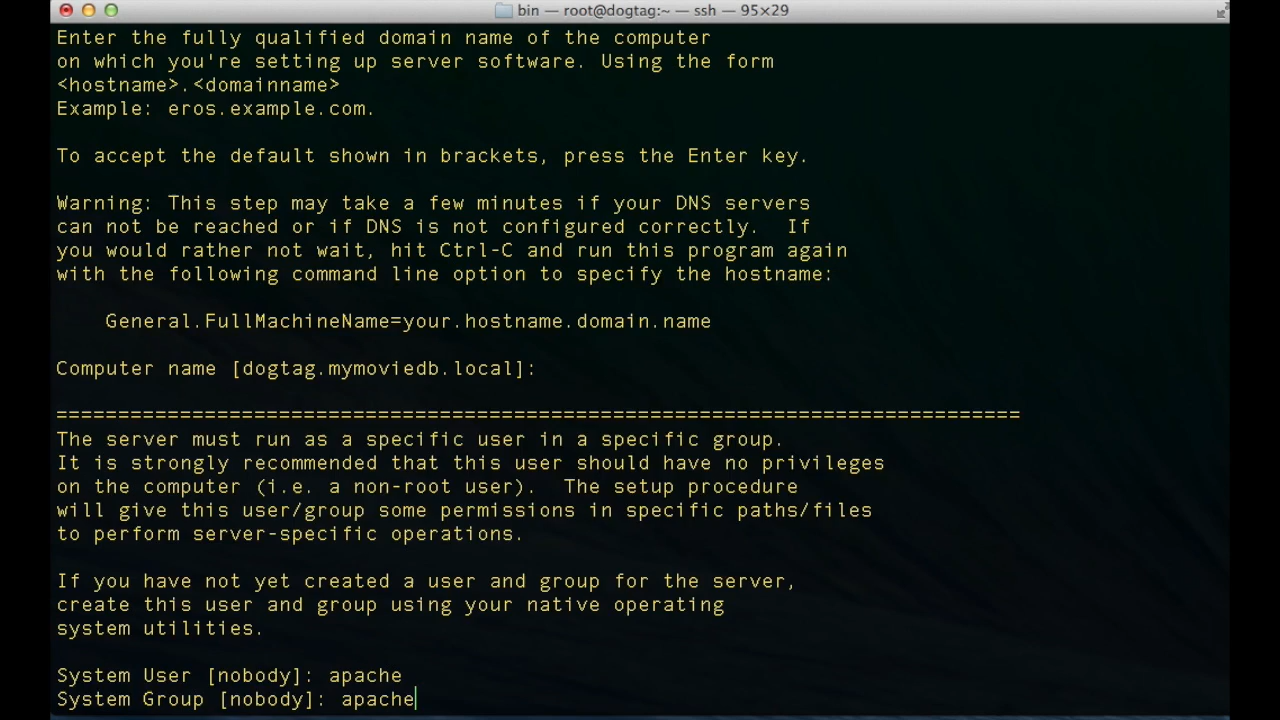 bin — root@dogtag:~ — ssh — 95×29
Enter the fully qualified domain name of the computer
on which you're setting up server software. Using the form
<hostname>.<domainname>
Example: eros.example.com.
To accept the default shown in brackets, press the Enter key.
Warning: This step may take a few minutes if your DNS servers
can not be reached or if DNS is not configured correctly.  If
you would rather not wait, hit Ctrl-C and run this program again
with the following command line option to specify the hostname:
General.FullMachineName=your.hostname.domain.name
Computer name [dogtag.mymoviedb.local]:
==============================================================================
The server must run as a specific user in a specific group.
It is strongly recommended that this user should have no privileges
on the computer (i.e. a non-root user).  The setup procedure
will give this user/group some permissions in specific paths/files
to perform server-specific operations.
If you have not yet created a user and group for the server,
create this user and group using your native operating
system utilities.
System User [nobody]: apache
System Group [nobody]: apache